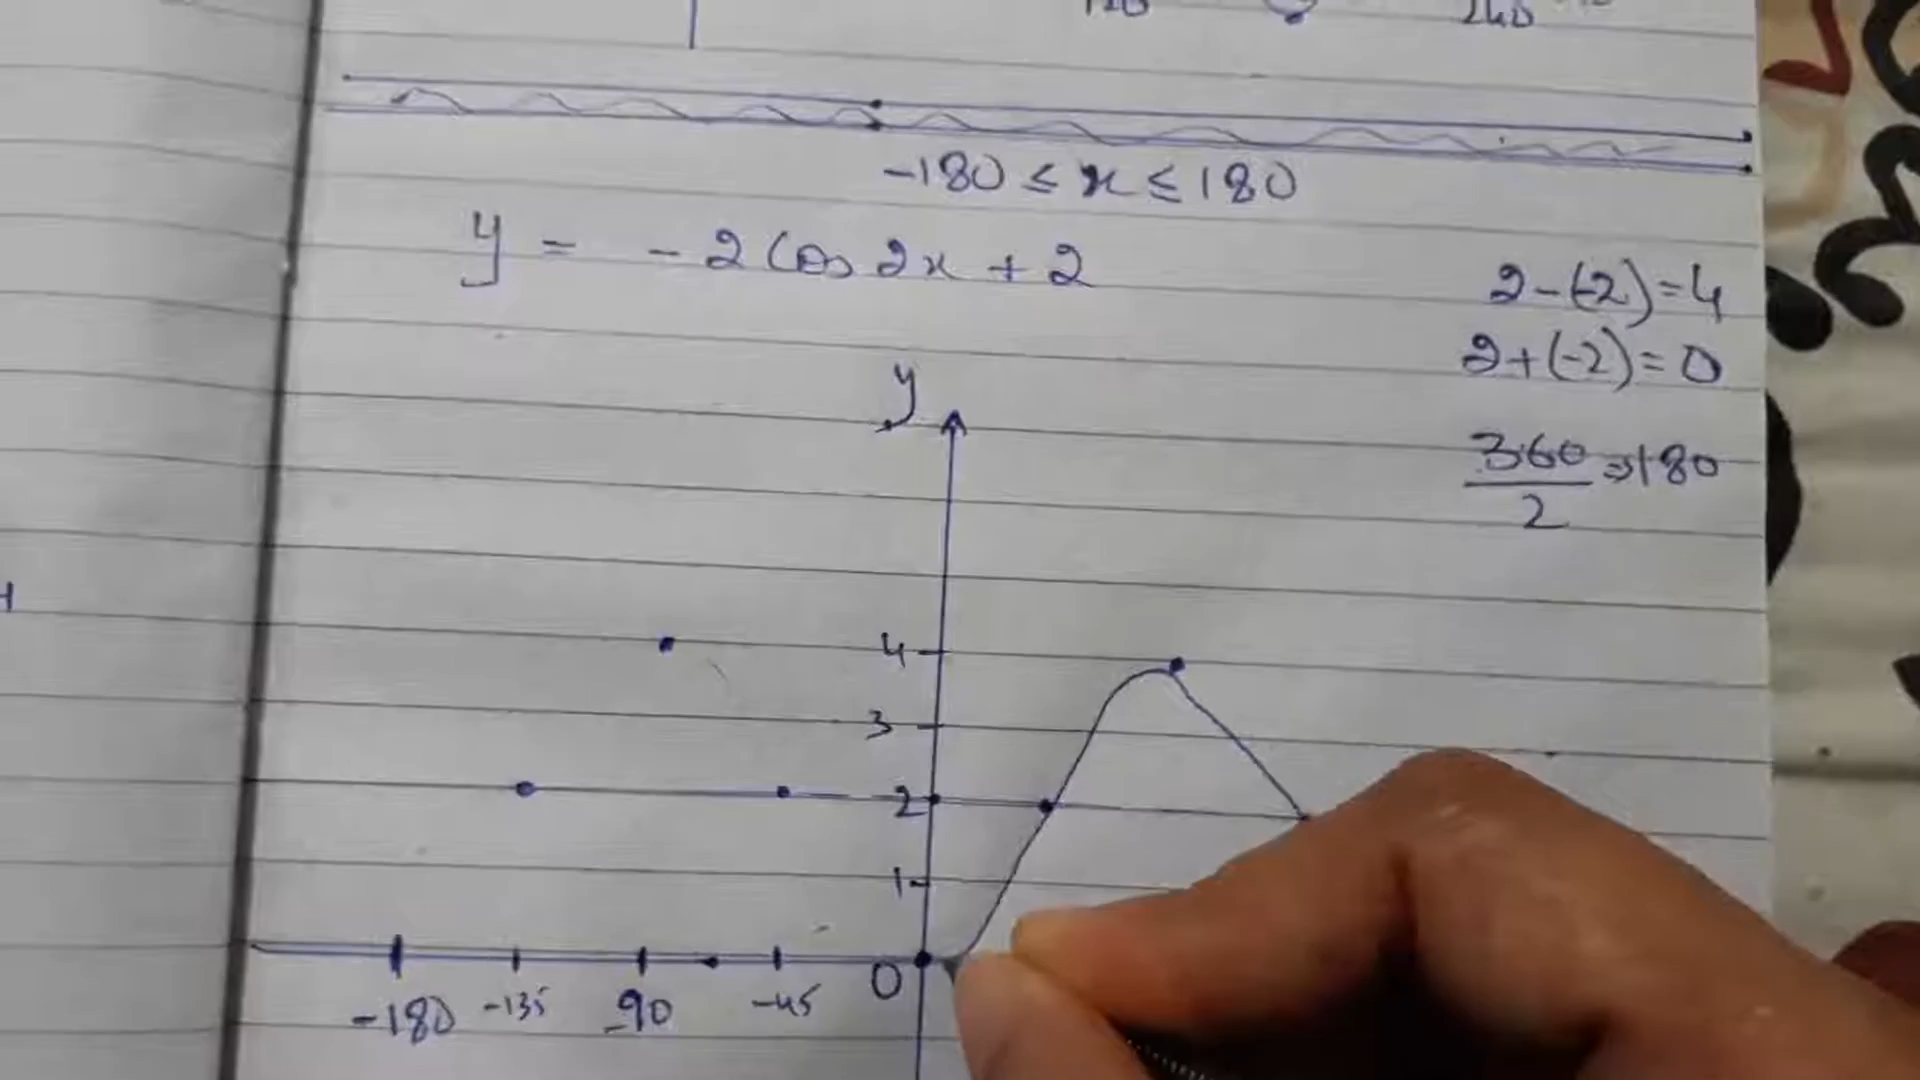 -180 ≤ x ≤ 180
y = -2 Cos 2x + 2
2-(-2)=4
2+(-2)=0
360
2
⇒180
y
4
3
2
1
0
-180 -135 -90 -45